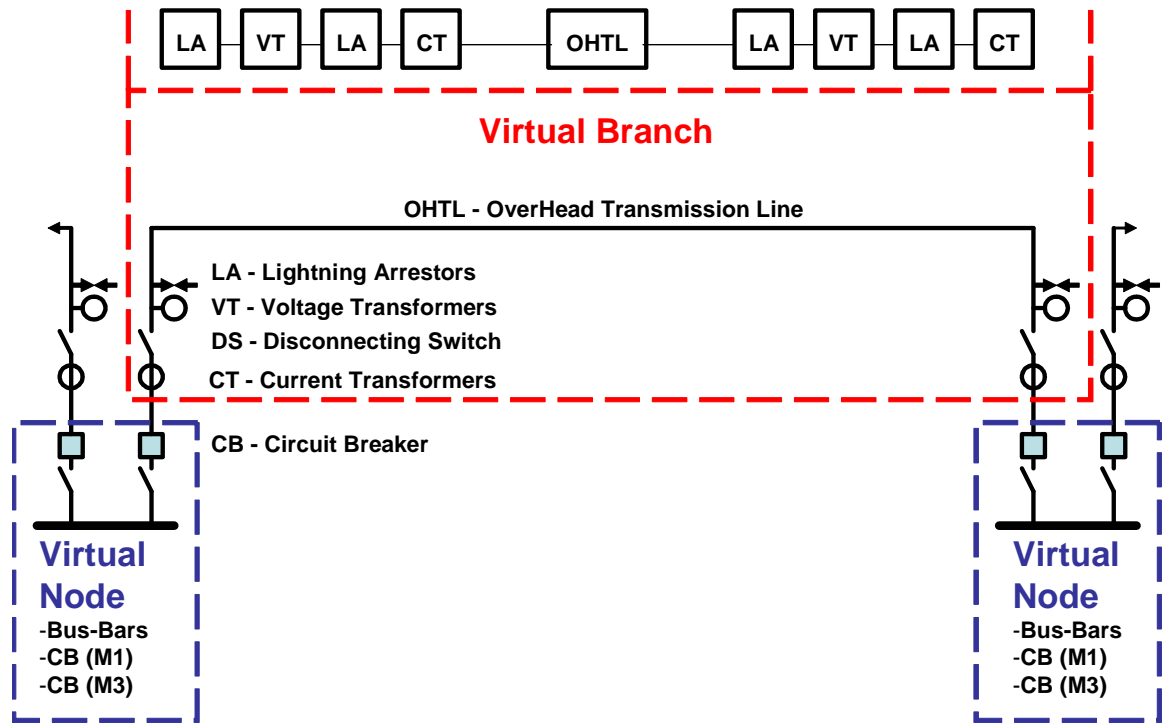 LA VT LA CT OHTL LA VT LA CT
Virtual Branch
OHTL - OverHead Transmission Line
LA - Lightning Arrestors
VT - Voltage Transformers
DS - Disconnecting Switch
CT - Current Transformers
CB - Circuit Breaker
Virtual
Node
-Bus-Bars
-CB (M1)
-CB (M3)
Virtual
Node
-Bus-Bars
-CB (M1)
-CB (M3)